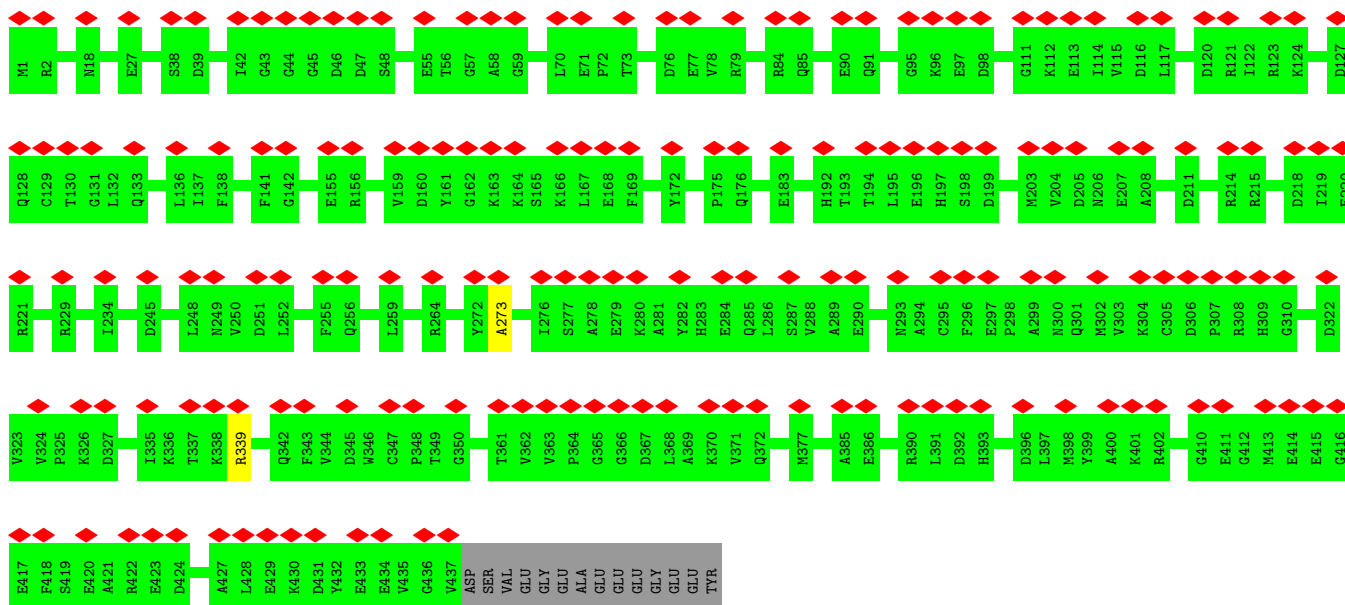 M1 R2 N18 E27 S38 D39 I42 G43 G44 G45 D46 D47 S48 E55 T56 G57 A58 G59 L70 E71 P72 T73 D76 E77 V78 R79 R84 Q85 E90 Q91 G95 K96 E97 D98 G111 K112 E113 I114 V115 D116 L117 D120 R121 I122 R123 K124 D127
Q128 C129 T130 G131 L132 Q133 L136 I137 F138 F141 G142 E155 R156 V159 D160 Y161 G162 K163 K164 S165 K166 L167 E168 F169 Y172 P175 Q176 E183 H192 T193 T194 L195 E196 H197 S198 D199 M203 V204 D205 N206 E207 A208 D211 R214 R215 D218 I219 E220
R221 R229 I234 D245 L248 N249 V250 D251 L252 F255 Q256 L259 R264 Y272 A273 I276 S277 A278 E279 K280 A281 Y282 H283 E284 Q285 L286 S287 V288 A289 E290 N293 A294 C295 F296 E297 P298 A299 N300 Q301 M302 V303 K304 C305 D306 P307 R308 H309 G310 D322
V323 V324 P325 K326 D327 I335 K336 T337 K338 R339 Q342 F343 V344 D345 W346 C347 P348 T349 G350 T361 V362 V363 P364 G365 G366 D367 L368 A369 K370 V371 Q372 M377 A385 E386 R390 L391 D392 H393 D396 L397 M398 Y399 A400 K401 R402 G410 E411 G412 M413 E414 E415 G416
E417 F418 S419 E420 A421 R422 E423 D424 A427 L428 E429 K430 D431 Y432 E433 E434 V435 G436 V437 ASP SER VAL GLU GLY GLU ALA GLU GLU GLU GLY GLU GLU TYR